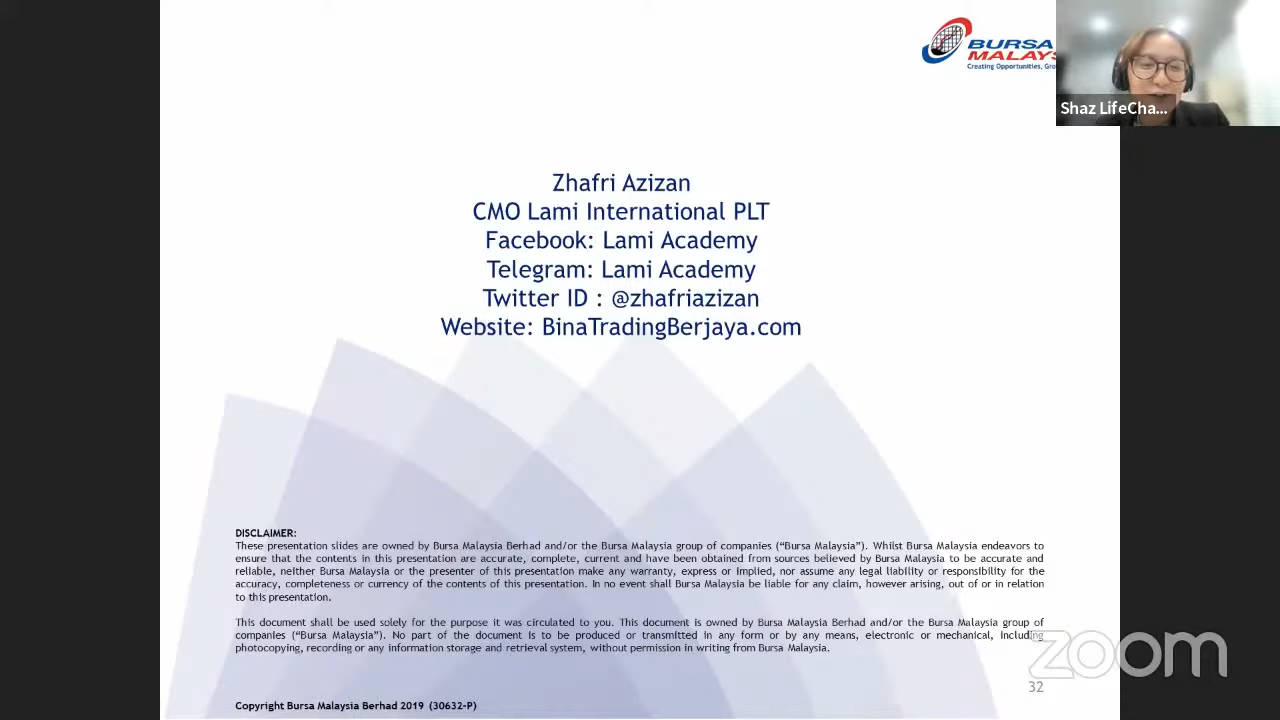 BURSA
MALAYS
Creating Opportunities, Gro
Shaz LifeCha...
Zhafri Azizan
CMO Lami International PLT
Facebook: Lami Academy
Telegram: Lami Academy
Twitter ID : @zhafriazizan
Website: BinaTradingBerjaya.com
DISCLAIMER:
These presentation slides are owned by Bursa Malaysia Berhad and/or the Bursa Malaysia group of companies (“Bursa Malaysia”). Whilst Bursa Malaysia endeavors to
ensure that the contents in this presentation are accurate, complete, current and have been obtained from sources believed by Bursa Malaysia to be accurate and
reliable, neither Bursa Malaysia or the presenter of this presentation make any warranty, express or implied, nor assume any legal liability or responsibility for the
accuracy, completeness or currency of the contents of this presentation. In no event shall Bursa Malaysia be liable for any claim, however arising, out of or in relation
to this presentation.
This document shall be used solely for the purpose it was circulated to you. This document is owned by Bursa Malaysia Berhad and/or the Bursa Malaysia group of
companies (“Bursa Malaysia”). No part of the document is to be produced or transmitted in any form or by any means, electronic or mechanical, including
photocopying, recording or any information storage and retrieval system, without permission in writing from Bursa Malaysia.
zoom
32
Copyright Bursa Malaysia Berhad 2019 (30632-P)